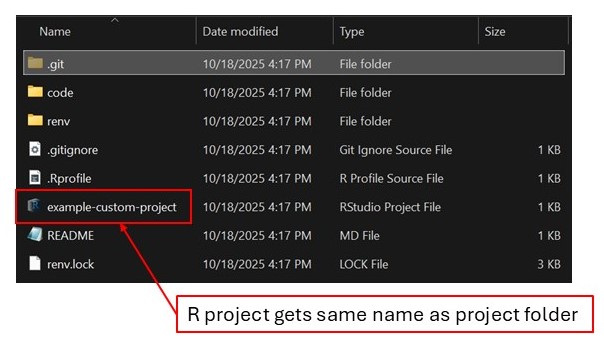 Name Date modified Type Size
.git 10/18/2025 4:17 PM File folder
code 10/18/2025 4:17 PM File folder
renv 10/18/2025 4:17 PM File folder
.gitignore 10/18/2025 4:17 PM Git Ignore Source File 1 KB
.Rprofile 10/18/2025 4:17 PM R Profile Source File 1 KB
example-custom-project 10/18/2025 4:17 PM RStudio Project File 1 KB
README 10/18/2025 4:17 PM MD File 1 KB
renv.lock 10/18/2025 4:17 PM LOCK File 3 KB
R project gets same name as project folder